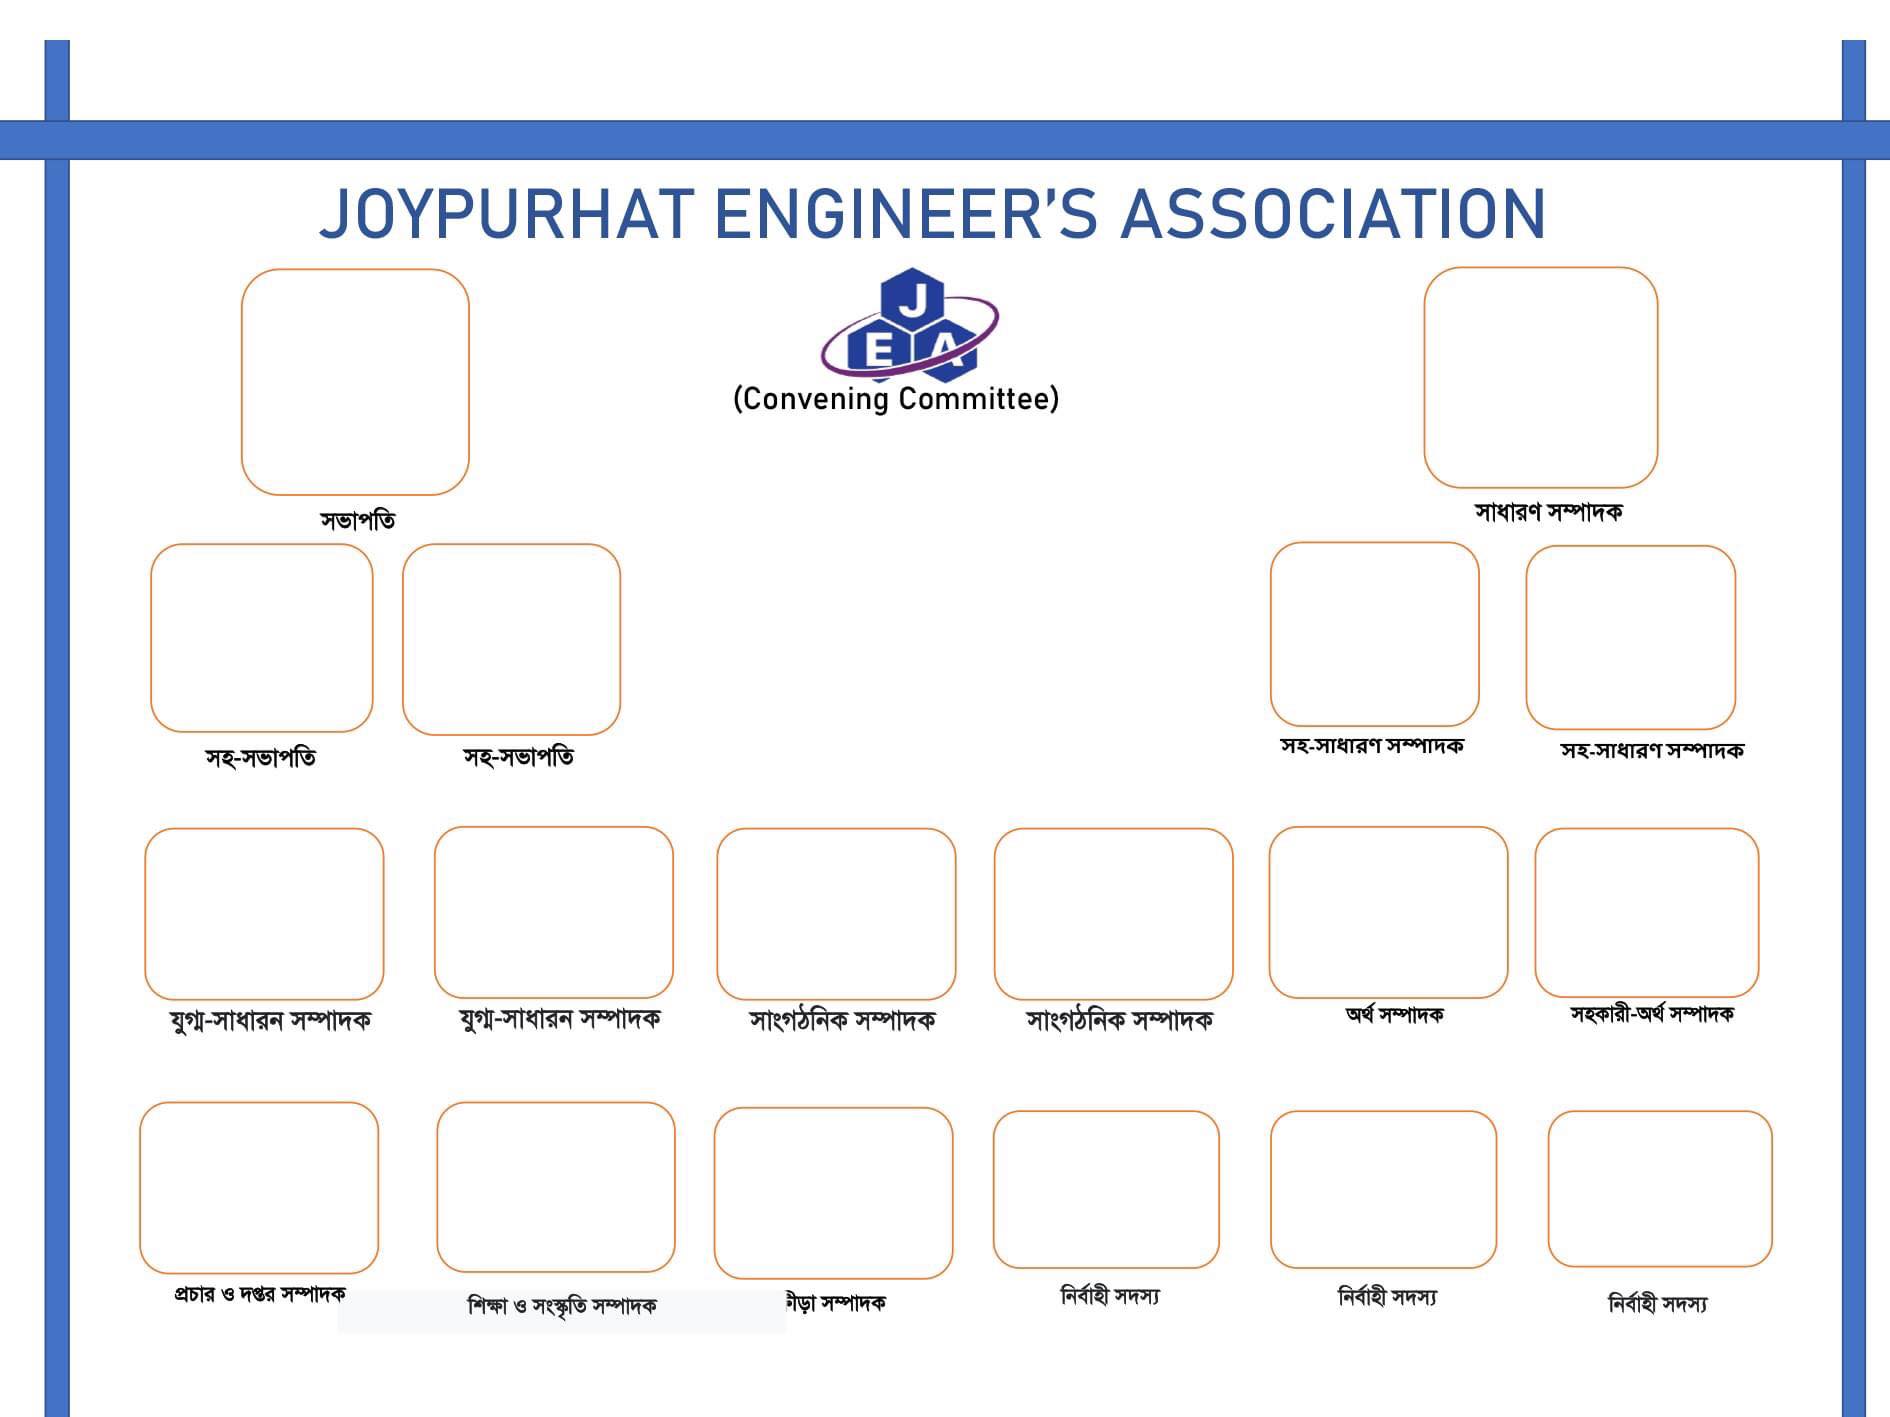 JOYPURHAT ENGINEER’S ASSOCIATION
J
E A
(Convening Committee)
সভাপতি
সাধারণ সম্পাদক
সহ-সভাপতি
সহ-সভাপতি
সহ-সাধারণ সম্পাদক
সহ-সাধারণ সম্পাদক
যুগ্ম-সাধারন সম্পাদক
যুগ্ম-সাধারন সম্পাদক
সাংগঠনিক সম্পাদক
সাংগঠনিক সম্পাদক
অর্থ সম্পাদক
সহকারী-অর্থ সম্পাদক
প্রচার ও দপ্তর সম্পাদক
শিক্ষা ও সংস্কৃতি সম্পাদক
সম্পাদক
নির্বাহী সদস্য
নির্বাহী সদস্য
নির্বাহী সদস্য